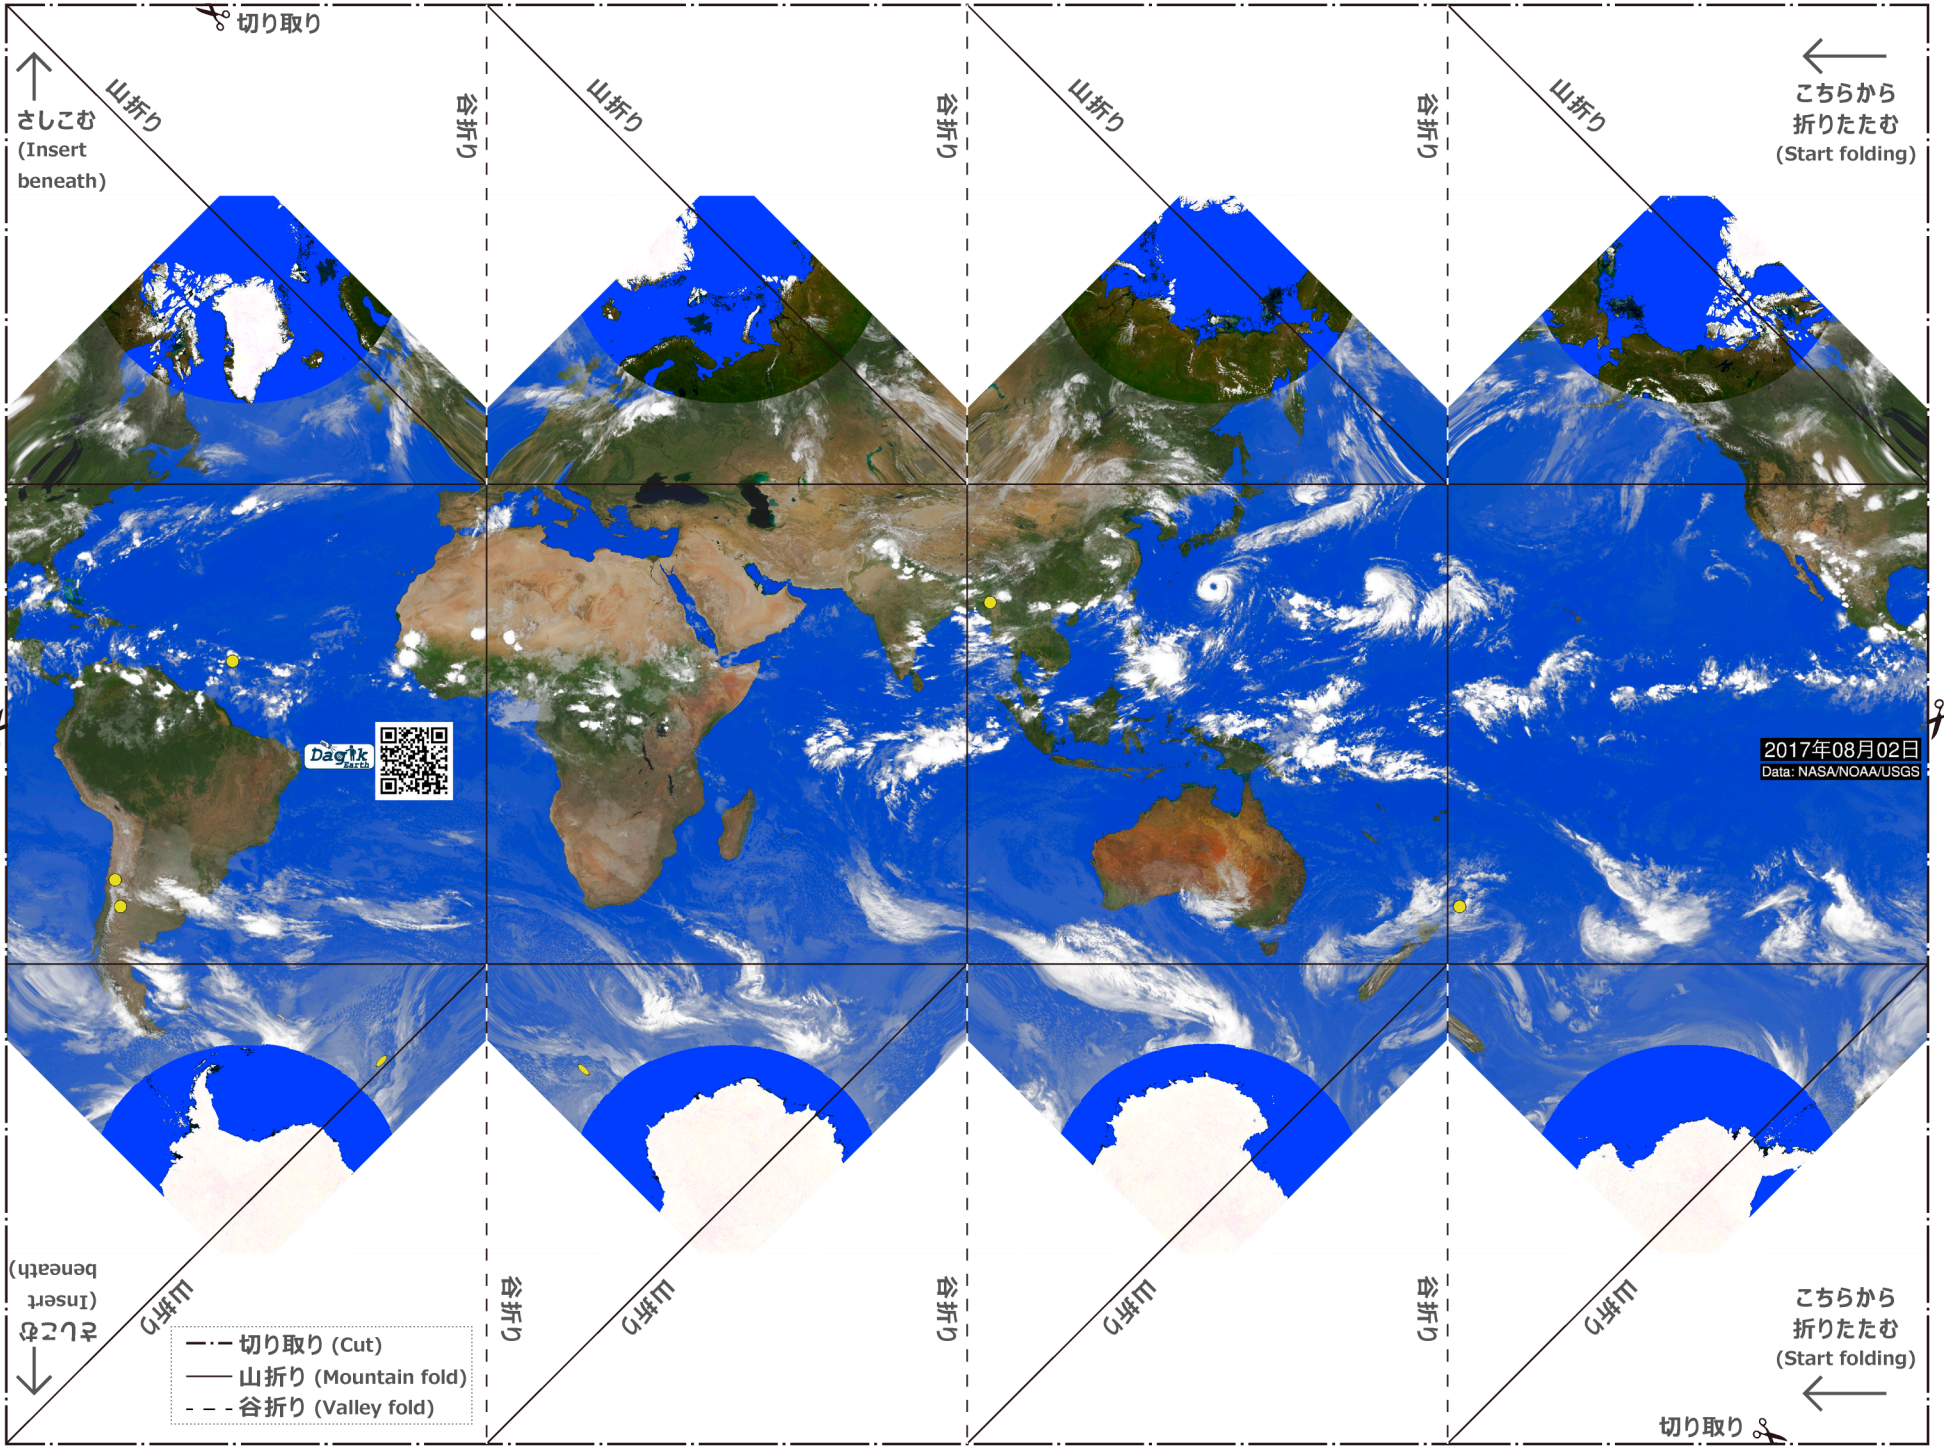 切り取り
山折り
谷折り
山折り
谷折り
山折り
谷折り
山折り
さしこむ
(Insert
beneath)
こちらから
折りたたむ
(Start folding)
Dagik
Earth
2017年08月02日
Data: NASA/NOAA/USGS
さしこむ
(Insert
beneath)
山折り
谷折り
山折り
谷折り
山折り
谷折り
山折り
切り取り (Cut)
山折り (Mountain fold)
谷折り (Valley fold)
こちらから
折りたたむ
(Start folding)
切り取り